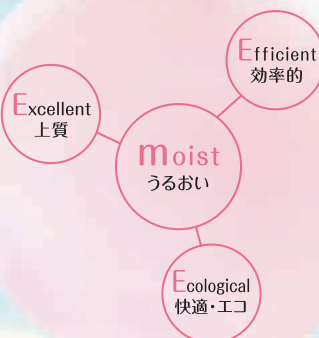 Efficient
効率的
Excellent
上質
moist
うるおい
Ecological
快適・エコ